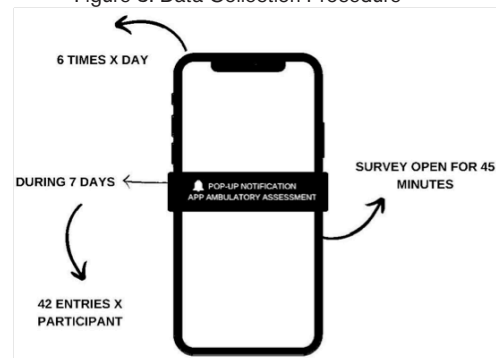 Figure 3. Data Collection Procedure
6 TIMES X DAY
DURING 7 DAYS
POP-UP NOTIFICATION
APP AMBULATORY ASSESSMENT
SURVEY OPEN FOR 45
MINUTES
42 ENTRIES X
PARTICIPANT